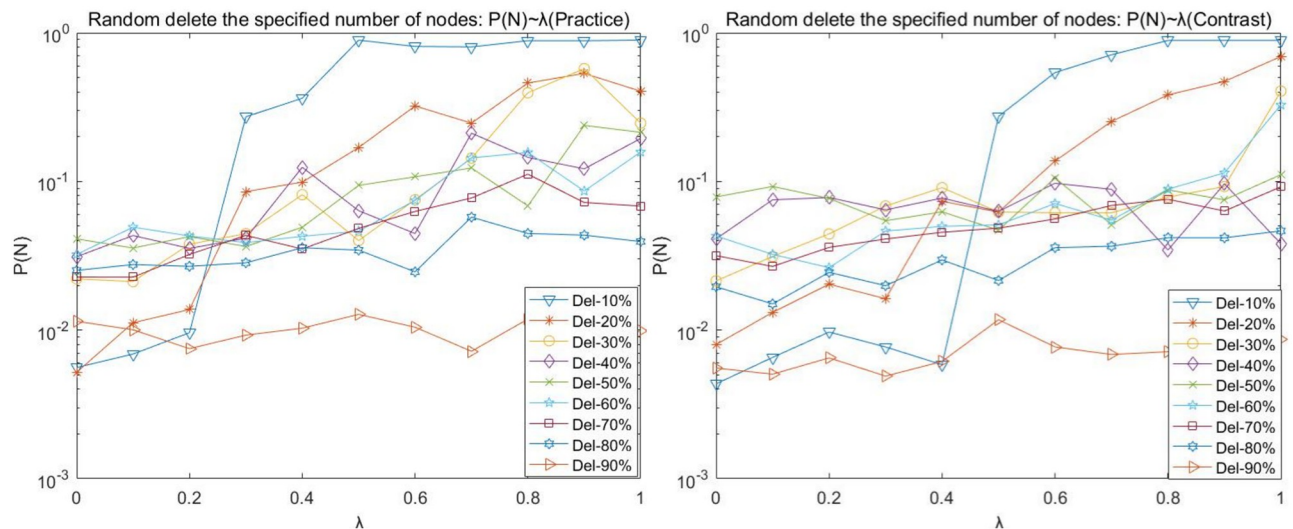 Random delete the specified number of nodes: P(N)~λ(Practice)
10^0
10^-1
10^-2
10^-3
P(N)
0 0.2 0.4 0.6 0.8 1
λ
Del-10%
Del-20%
Del-30%
Del-40%
Del-50%
Del-60%
Del-70%
Del-80%
Del-90%
Random delete the specified number of nodes: P(N)~λ(Contrast)
10^0
10^-1
10^-2
10^-3
P(N)
0 0.2 0.4 0.6 0.8 1
λ
Del-10%
Del-20%
Del-30%
Del-40%
Del-50%
Del-60%
Del-70%
Del-80%
Del-90%